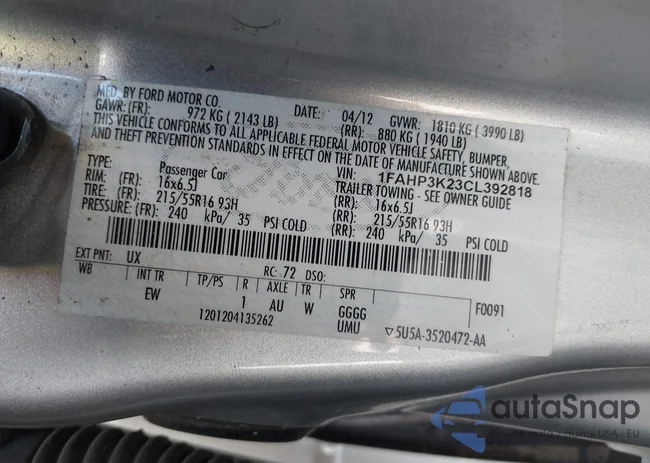 MFD. BY FORD MOTOR CO.
DATE: 04/12 GVWR: 1810 KG ( 3990 LB)
GAWR: (FR): 972 KG ( 2143 LB) (RR): 880 KG ( 1940 LB)
THIS VEHICLE CONFORMS TO ALL APPLICABLE FEDERAL MOTOR VEHICLE SAFETY, BUMPER,
AND THEFT PREVENTION STANDARDS IN EFFECT ON THE DATE OF MANUFACTURE SHOWN ABOVE.
VIN: 1FAHP3K23CL392818
TYPE: Passenger Car TRAILER TOWING - SEE OWNER GUIDE
RIM: (FR): 16x6.5J (RR): 16x6.5J
TIRE: (FR): 215/55R16 93H (RR): 215/55R16 93H
PRESSURE: (FR): 240 kPa/ 35 PSI COLD (RR): 240 kPa/ 35 PSI COLD
EXT PNT: UX RC: 72 DSO:
WB INT TR TP/PS R AXLE TR SPR F0091
EW 1 AU W GGGG
1201204135262 UMU ▽5U5A-3520472-AA
autaSnap